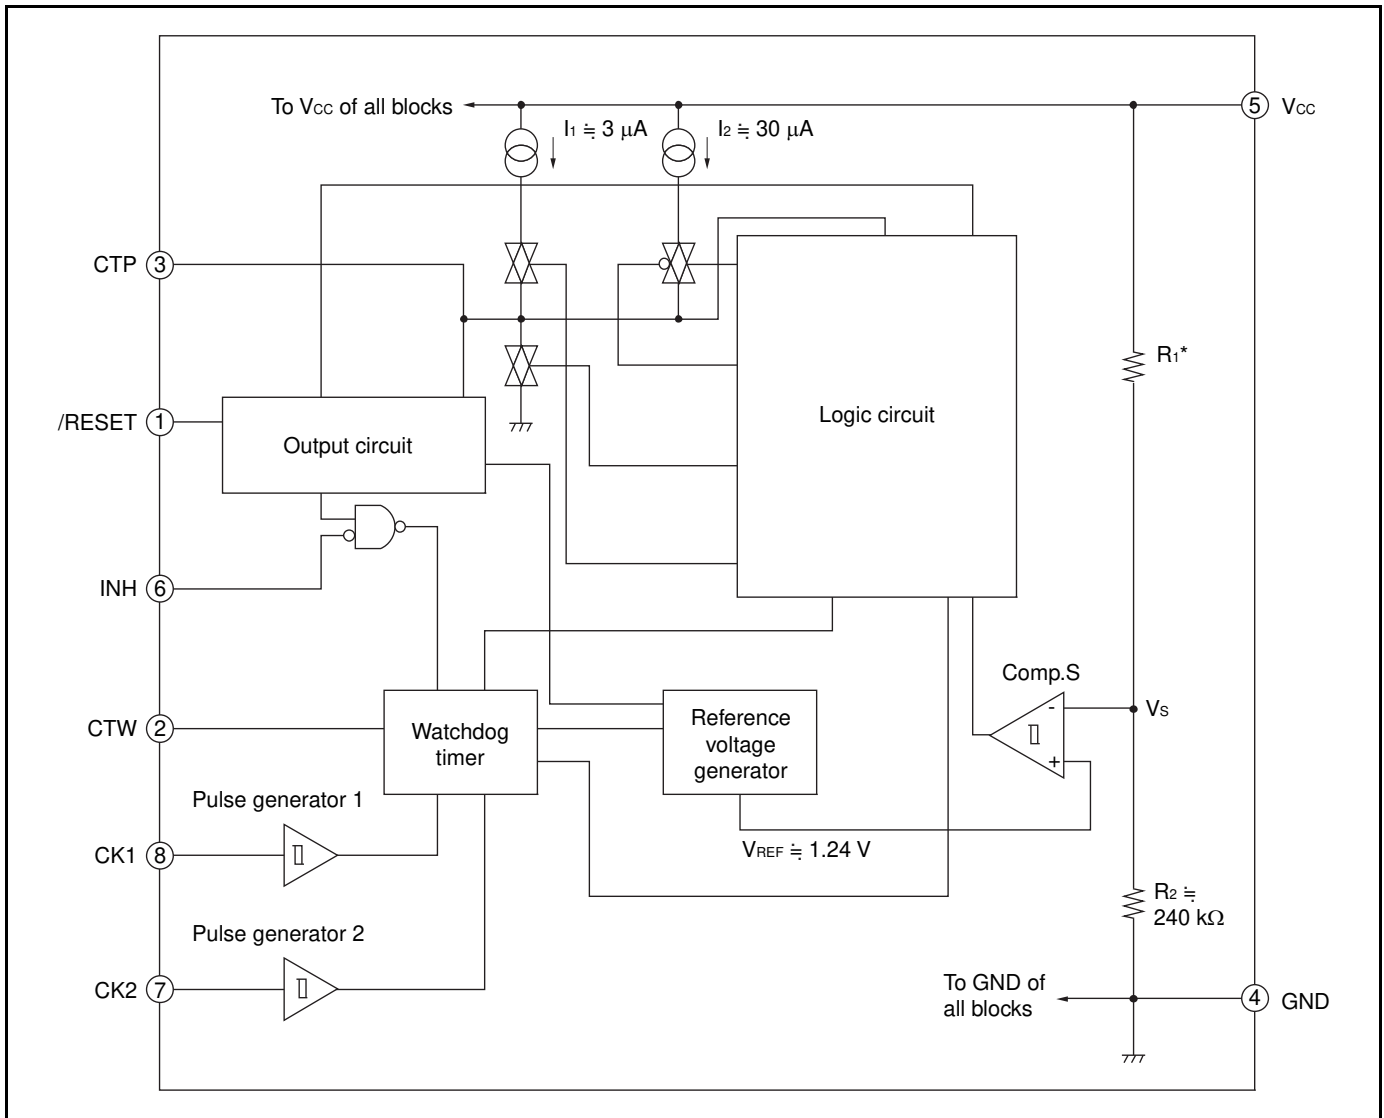 To VCC of all blocks
5 VCC
I1 ≒ 3 μA
I2 ≒ 30 μA
CTP 3
R1*
/RESET 1
Output circuit
Logic circuit
INH 6
Comp.S
-
VS
+
CTW 2
Watchdog
timer
Reference
voltage
generator
Pulse generator 1
CK1 8
VREF ≒ 1.24 V
R2 ≒
240 kΩ
Pulse generator 2
CK2 7
To GND of
all blocks
4 GND